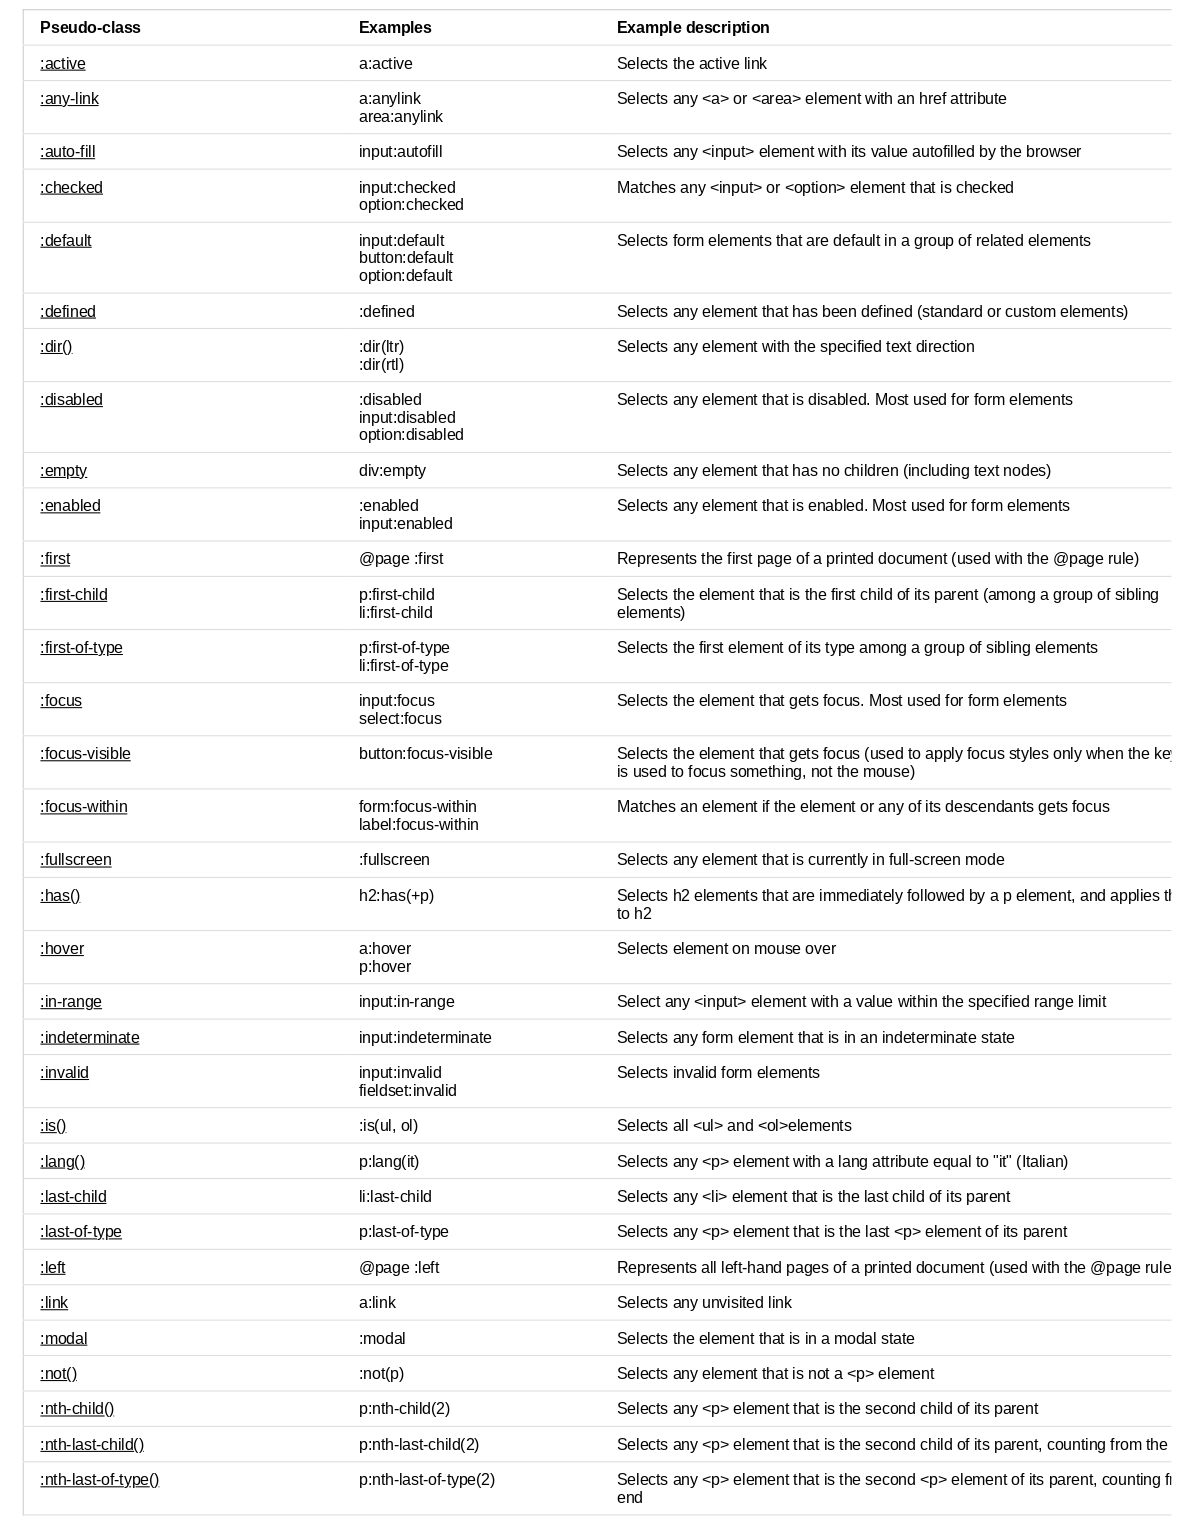 Pseudo-class Examples Example description
:active a:active Selects the active link
:any-link a:anylink Selects any <a> or <area> element with an href attribute
area:anylink
:auto-fill input:autofill Selects any <input> element with its value autofilled by the browser
:checked input:checked Matches any <input> or <option> element that is checked
option:checked
:default input:default Selects form elements that are default in a group of related elements
button:default
option:default
:defined :defined Selects any element that has been defined (standard or custom elements)
:dir() :dir(ltr) Selects any element with the specified text direction
:dir(rtl)
:disabled :disabled Selects any element that is disabled. Most used for form elements
input:disabled
option:disabled
:empty div:empty Selects any element that has no children (including text nodes)
:enabled :enabled Selects any element that is enabled. Most used for form elements
input:enabled
:first @page :first Represents the first page of a printed document (used with the @page rule)
:first-child p:first-child Selects the element that is the first child of its parent (among a group of sibling
li:first-child elements)
:first-of-type p:first-of-type Selects the first element of its type among a group of sibling elements
li:first-of-type
:focus input:focus Selects the element that gets focus. Most used for form elements
select:focus
:focus-visible button:focus-visible Selects the element that gets focus (used to apply focus styles only when the
is used to focus something, not the mouse)
:focus-within form:focus-within Matches an element if the element or any of its descendants gets focus
label:focus-within
:fullscreen :fullscreen Selects any element that is currently in full-screen mode
:has() h2:has(+p) Selects h2 elements that are immediately followed by a p element, and applies
to h2
:hover a:hover Selects element on mouse over
p:hover
:in-range input:in-range Select any <input> element with a value within the specified range limit
:indeterminate input:indeterminate Selects any form element that is in an indeterminate state
:invalid input:invalid Selects invalid form elements
fieldset:invalid
:is() :is(ul, ol) Selects all <ul> and <ol>elements
:lang() p:lang(it) Selects any <p> element with a lang attribute equal to "it" (Italian)
:last-child li:last-child Selects any <li> element that is the last child of its parent
:last-of-type p:last-of-type Selects any <p> element that is the last <p> element of its parent
:left @page :left Represents all left-hand pages of a printed document (used with the @page rule
:link a:link Selects any unvisited link
:modal :modal Selects the element that is in a modal state
:not() :not(p) Selects any element that is not a <p> element
:nth-child() p:nth-child(2) Selects any <p> element that is the second child of its parent
:nth-last-child() p:nth-last-child(2) Selects any <p> element that is the second child of its parent, counting from the
:nth-last-of-type() p:nth-last-of-type(2) Selects any <p> element that is the second <p> element of its parent, counting
end